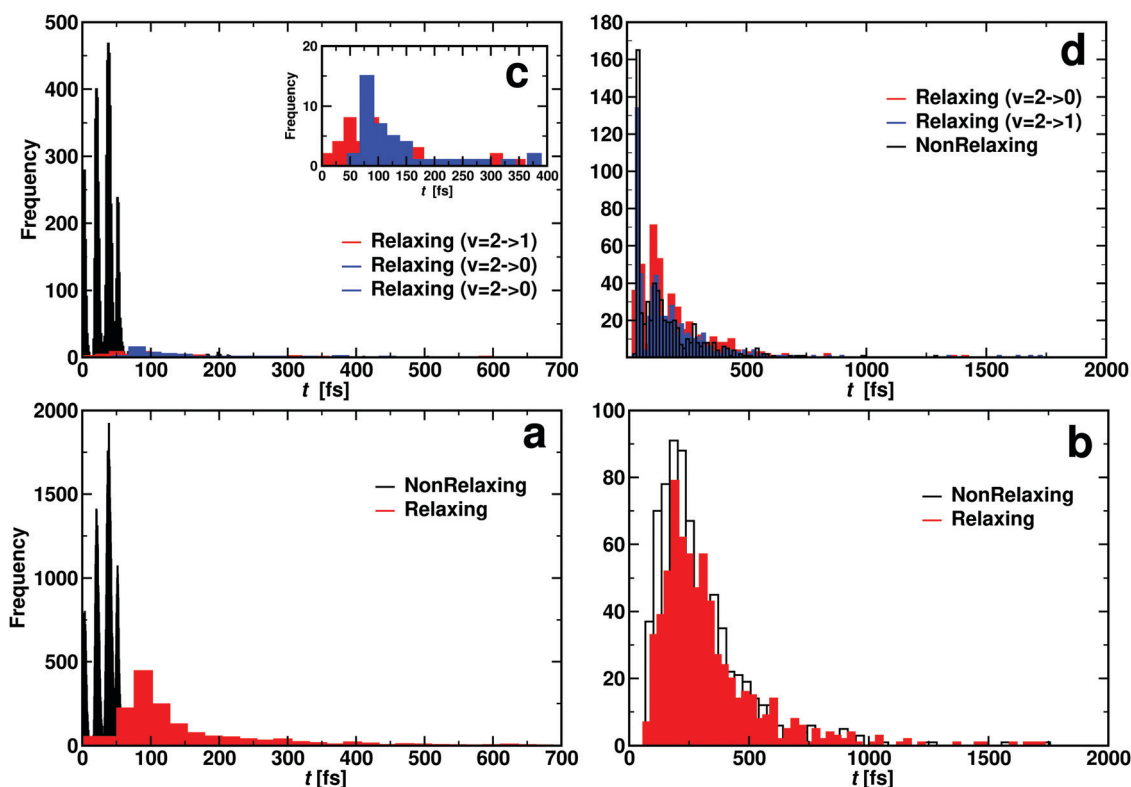 500
400
300
200
100
0
Frequency
0 100 200 300 400 500 600 700
t [fs]
20
10
0
Frequency
0 50 100 150 200 250 300 350 400
t [fs]
c
Relaxing (v=2->1)
Relaxing (v=2->0)
Relaxing (v=2->0)
180
160
140
120
100
80
60
40
20
0 500 1000 1500 2000
t [fs]
d
Relaxing (v=2->0)
Relaxing (v=2->1)
NonRelaxing
2000
1500
1000
500
0
Frequency
0 100 200 300 400 500 600 700
t [fs]
a
NonRelaxing
Relaxing
100
80
60
40
20
0
0 500 1000 1500 2000
t [fs]
b
NonRelaxing
Relaxing